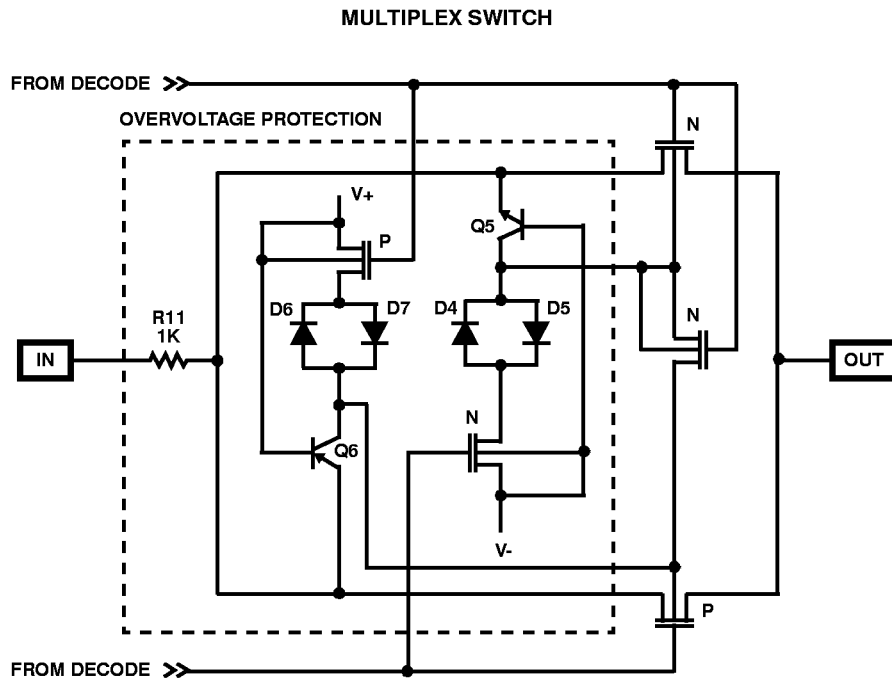 MULTIPLEX SWITCH
FROM DECODE
OVERVOLTAGE PROTECTION
N
V+
Q5
P
D6
D7
D4
D5
N
R11
1K
IN
OUT
N
Q6
V-
P
FROM DECODE